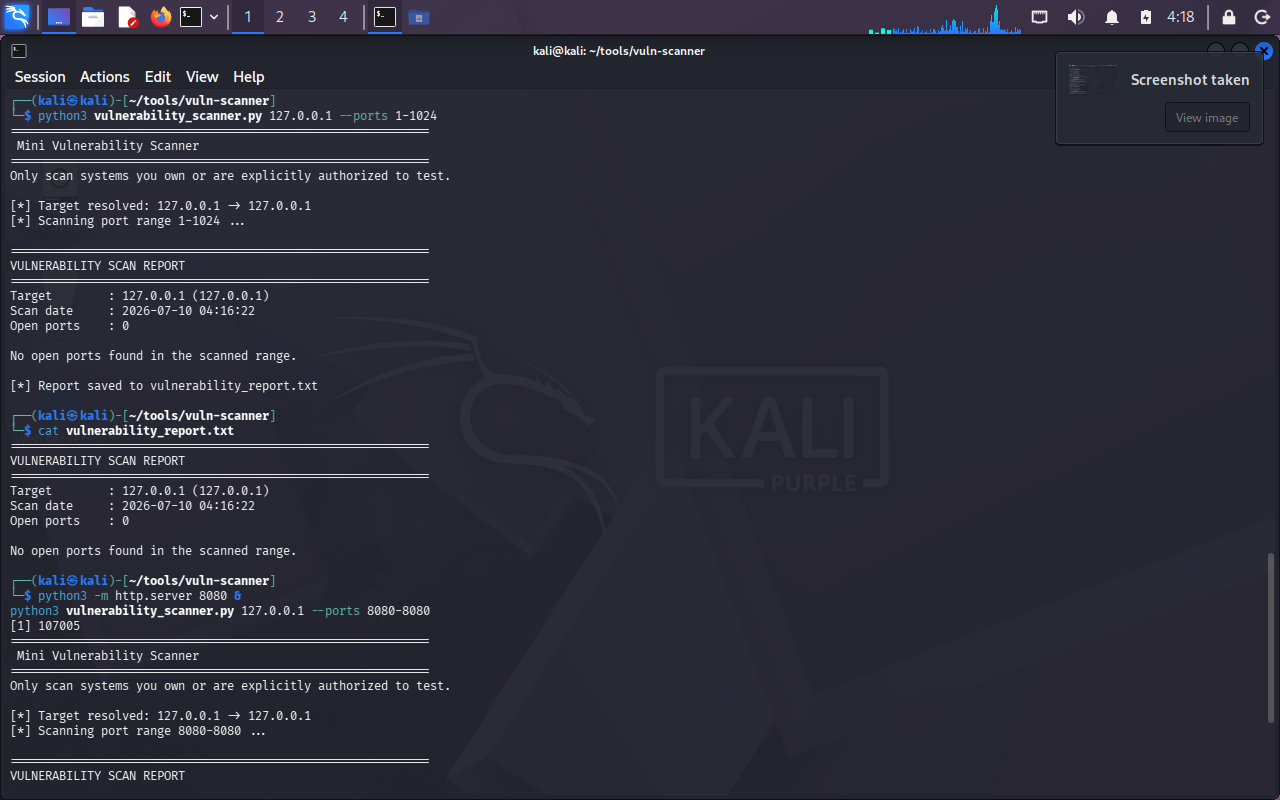 1 2 3 4 4:18
kali@kali: ~/tools/vuln-scanner
Session Actions Edit View Help
Screenshot taken
View image
┌──(kali㉿kali)-[~/tools/vuln-scanner]
└─$ python3 vulnerability_scanner.py 127.0.0.1 --ports 1-1024
============================================================
Mini Vulnerability Scanner
============================================================
Only scan systems you own or are explicitly authorized to test.
[*] Target resolved: 127.0.0.1 -> 127.0.0.1
[*] Scanning port range 1-1024 ...
============================================================
VULNERABILITY SCAN REPORT
============================================================
Target : 127.0.0.1 (127.0.0.1)
Scan date : 2026-07-10 04:16:22
Open ports : 0
No open ports found in the scanned range.
[*] Report saved to vulnerability_report.txt
┌──(kali㉿kali)-[~/tools/vuln-scanner]
└─$ cat vulnerability_report.txt
============================================================
VULNERABILITY SCAN REPORT
============================================================
Target : 127.0.0.1 (127.0.0.1)
Scan date : 2026-07-10 04:16:22
Open ports : 0
No open ports found in the scanned range.
┌──(kali㉿kali)-[~/tools/vuln-scanner]
└─$ python3 -m http.server 8080 &
python3 vulnerability_scanner.py 127.0.0.1 --ports 8080-8080
[1] 107005
============================================================
Mini Vulnerability Scanner
============================================================
Only scan systems you own or are explicitly authorized to test.
[*] Target resolved: 127.0.0.1 -> 127.0.0.1
[*] Scanning port range 8080-8080 ...
============================================================
VULNERABILITY SCAN REPORT
KALI
PURPLE